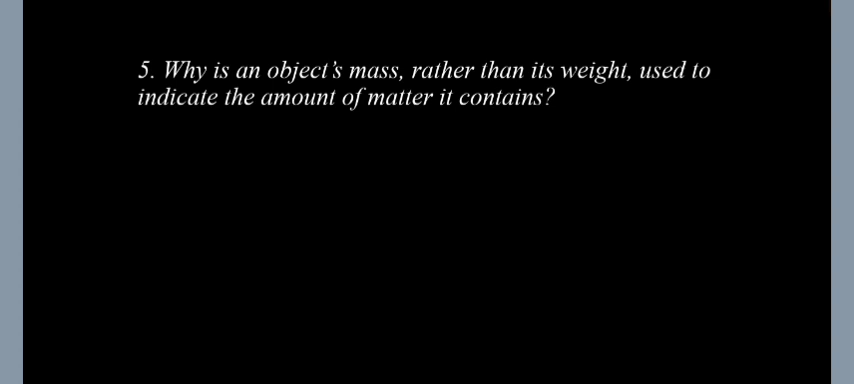 5. Why is an object's mass, rather than its weight, used to
indicate the amount of matter it contains?